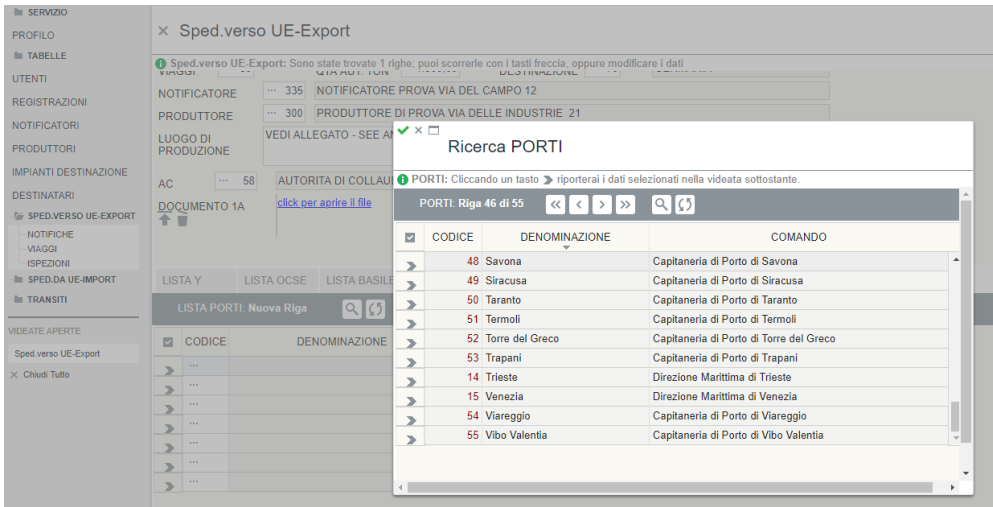 SERVIZIO
PROFILO
TABELLE
UTENTI
REGISTRAZIONI
NOTIFICATORI
PRODUTTORI
IMPIANTI DESTINAZIONE
DESTINATARI
SPED.VERSO UE-EXPORT
NOTIFICHE
VIAGGI
ISPEZIONI
SPED.DA UE-IMPORT
TRANSITI
VIDEATE APERTE
Sped.verso UE-Export
Chiudi Tutto
Sped.verso UE-Export
Sped.verso UE-Export: Sono state trovate 1 righe; puoi scorrerle con i tasti freccia, oppure modificare i dati
VIAGGI QTA AUT. TON DESTINAZIONE
NOTIFICATORE ... 335 NOTIFICATORE PROVA VIA DEL CAMPO 12
PRODUTTORE ... 300 PRODUTTORE DI PROVA VIA DELLE INDUSTRIE 21
LUOGO DI PRODUZIONE VEDI ALLEGATO - SEE
AC ... 58 AUTORITA DI COLLAU
DOCUMENTO 1A click per aprire il file
LISTA Y LISTA OCSE LISTA BASILE
LISTA PORTI: Nuova Riga
CODICE DENOMINAZIONE
...
...
...
...
...
...
...
Ricerca PORTI
PORTI: Cliccando un tasto riporterai i dati selezionati nella videata sottostante.
PORTI: Riga 46 di 55
CODICE DENOMINAZIONE COMANDO
48 Savona Capitaneria di Porto di Savona
49 Siracusa Capitaneria di Porto di Siracusa
50 Taranto Capitaneria di Porto di Taranto
51 Termoli Capitaneria di Porto di Termoli
52 Torre del Greco Capitaneria di Porto di Torre del Greco
53 Trapani Capitaneria di Porto di Trapani
14 Trieste Direzione Marittima di Trieste
15 Venezia Direzione Marittima di Venezia
54 Viareggio Capitaneria di Porto di Viareggio
55 Vibo Valentia Capitaneria di Porto di Vibo Valentia